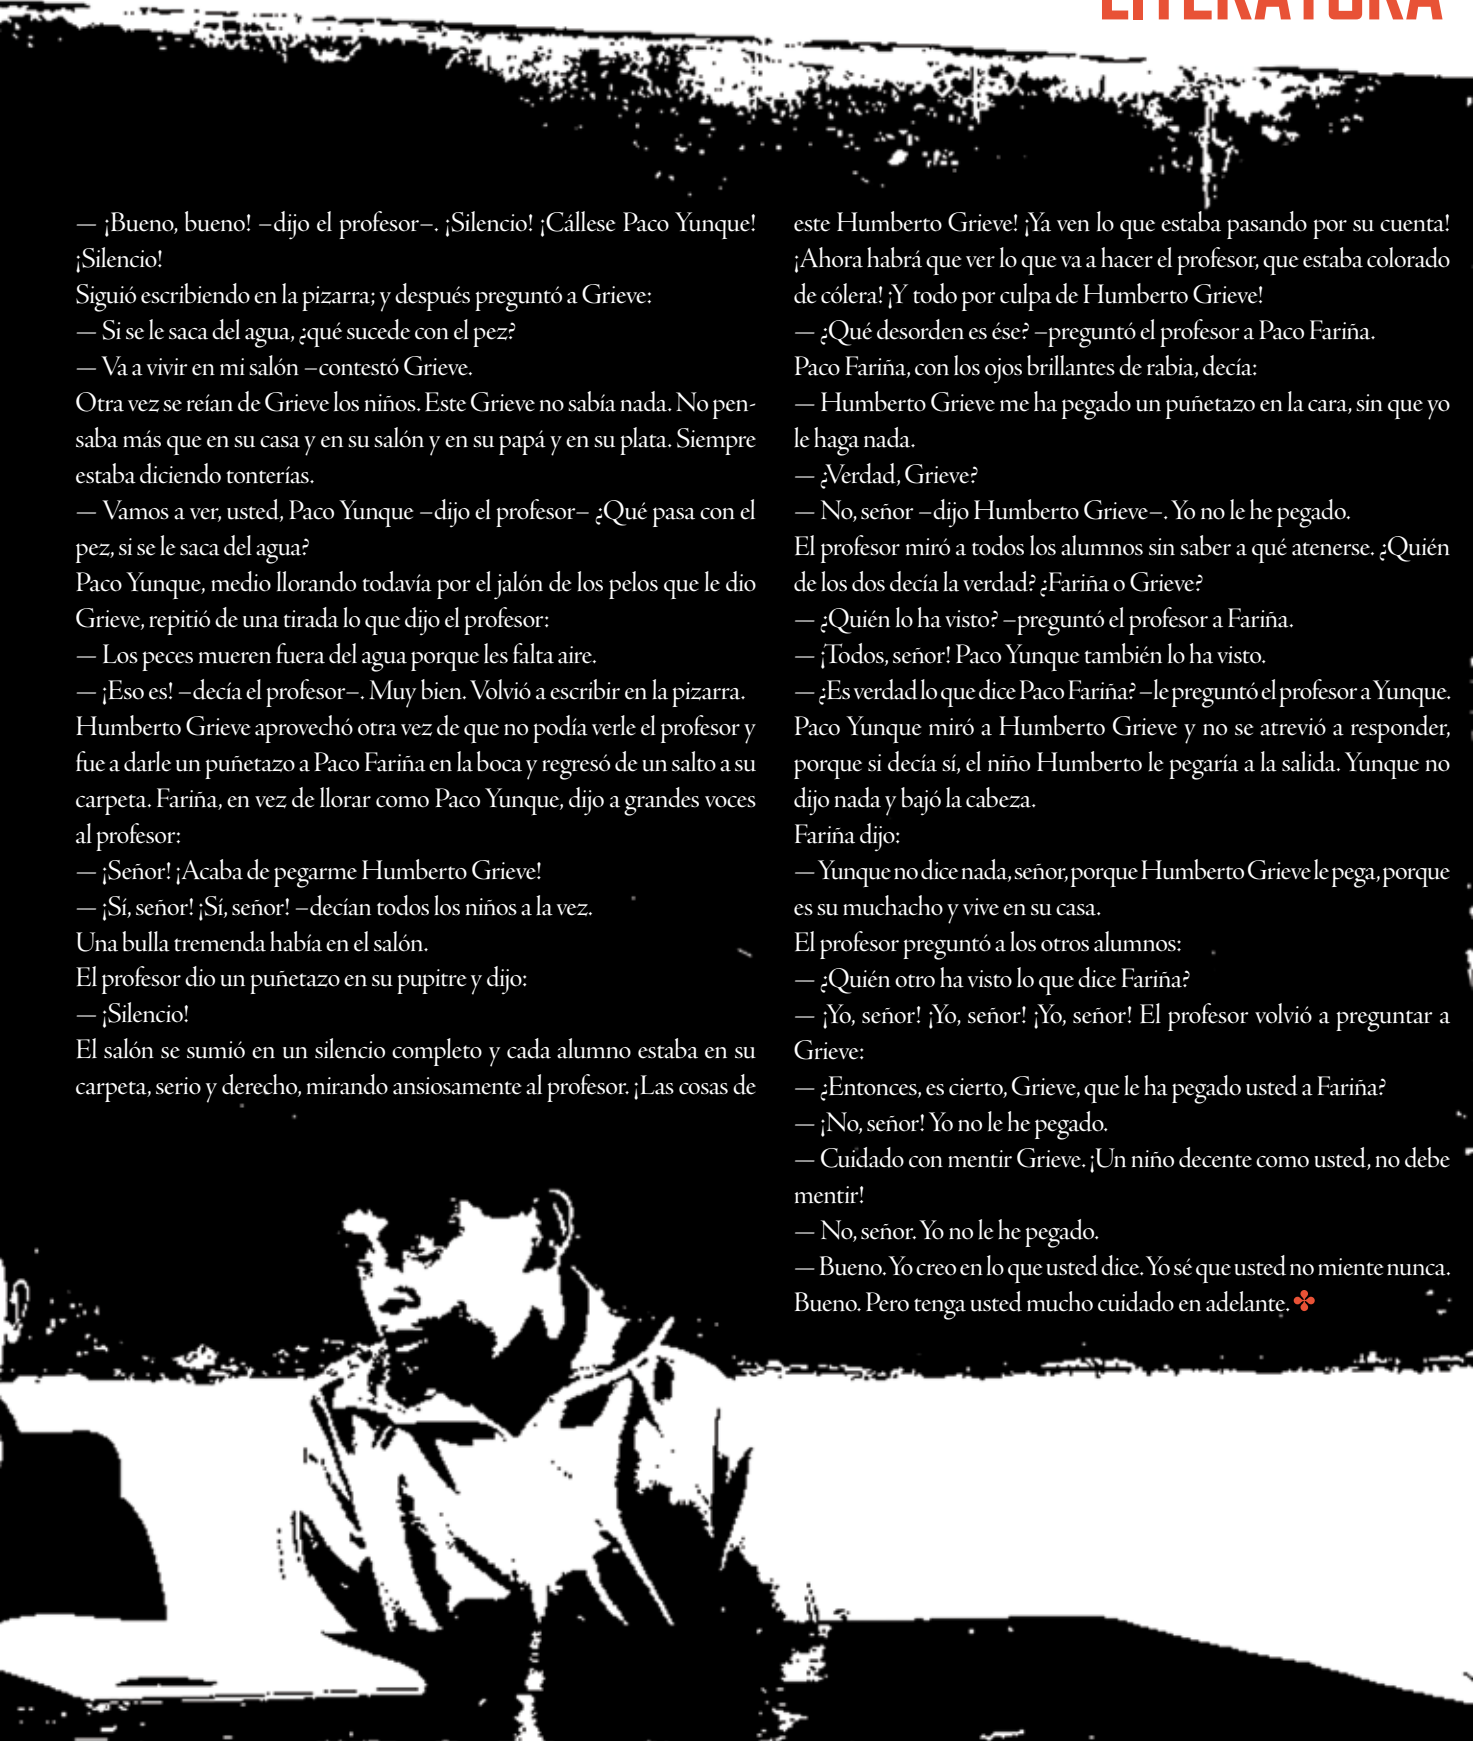 LITERATURA
— ¡Bueno, bueno! –dijo el profesor–. ¡Silencio! ¡Cállese Paco Yunque!
¡Silencio!
Siguió escribiendo en la pizarra; y después preguntó a Grieve:
— Si se le saca del agua, ¿qué sucede con el pez?
— Va a vivir en mi salón –contestó Grieve.
Otra vez se reían de Grieve los niños. Este Grieve no sabía nada. No pen-
saba más que en su casa y en su salón y en su papá y en su plata. Siempre
estaba diciendo tonterías.
— Vamos a ver, usted, Paco Yunque –dijo el profesor– ¿Qué pasa con el
pez, si se le saca del agua?
Paco Yunque, medio llorando todavía por el jalón de los pelos que le dio
Grieve, repitió de una tirada lo que dijo el profesor:
— Los peces mueren fuera del agua porque les falta aire.
— ¡Eso es! –decía el profesor–. Muy bien. Volvió a escribir en la pizarra.
Humberto Grieve aprovechó otra vez de que no podía verle el profesor y
fue a darle un puñetazo a Paco Fariña en la boca y regresó de un salto a su
carpeta. Fariña, en vez de llorar como Paco Yunque, dijo a grandes voces
al profesor:
— ¡Señor! ¡Acaba de pegarme Humberto Grieve!
— ¡Sí, señor! ¡Sí, señor! –decían todos los niños a la vez.
Una bulla tremenda había en el salón.
El profesor dio un puñetazo en su pupitre y dijo:
— ¡Silencio!
El salón se sumió en un silencio completo y cada alumno estaba en su
carpeta, serio y derecho, mirando ansiosamente al profesor. ¡Las cosas de
este Humberto Grieve! ¡Ya ven lo que estaba pasando por su cuenta!
¡Ahora habrá que ver lo que va a hacer el profesor, que estaba colorado
de cólera! ¡Y todo por culpa de Humberto Grieve!
— ¿Qué desorden es ése? –preguntó el profesor a Paco Fariña.
Paco Fariña, con los ojos brillantes de rabia, decía:
— Humberto Grieve me ha pegado un puñetazo en la cara, sin que yo
le haga nada.
— ¿Verdad, Grieve?
— No, señor –dijo Humberto Grieve–. Yo no le he pegado.
El profesor miró a todos los alumnos sin saber a qué atenerse. ¿Quién
de los dos decía la verdad? ¿Fariña o Grieve?
— ¿Quién lo ha visto? –preguntó el profesor a Fariña.
— ¡Todos, señor! Paco Yunque también lo ha visto.
— ¿Es verdad lo que dice Paco Fariña? –le preguntó el profesor a Yunque.
Paco Yunque miró a Humberto Grieve y no se atrevió a responder,
porque si decía sí, el niño Humberto le pegaría a la salida. Yunque no
dijo nada y bajó la cabeza.
Fariña dijo:
— Yunque no dice nada, señor, porque Humberto Grieve le pega, porque
es su muchacho y vive en su casa.
El profesor preguntó a los otros alumnos:
— ¿Quién otro ha visto lo que dice Fariña?
— ¡Yo, señor! ¡Yo, señor! ¡Yo, señor! El profesor volvió a preguntar a
Grieve:
— ¿Entonces, es cierto, Grieve, que le ha pegado usted a Fariña?
— ¡No, señor! Yo no le he pegado.
— Cuidado con mentir Grieve. ¡Un niño decente como usted, no debe
mentir!
— No, señor. Yo no le he pegado.
— Bueno. Yo creo en lo que usted dice. Yo sé que usted no miente nunca.
Bueno. Pero tenga usted mucho cuidado en adelante.